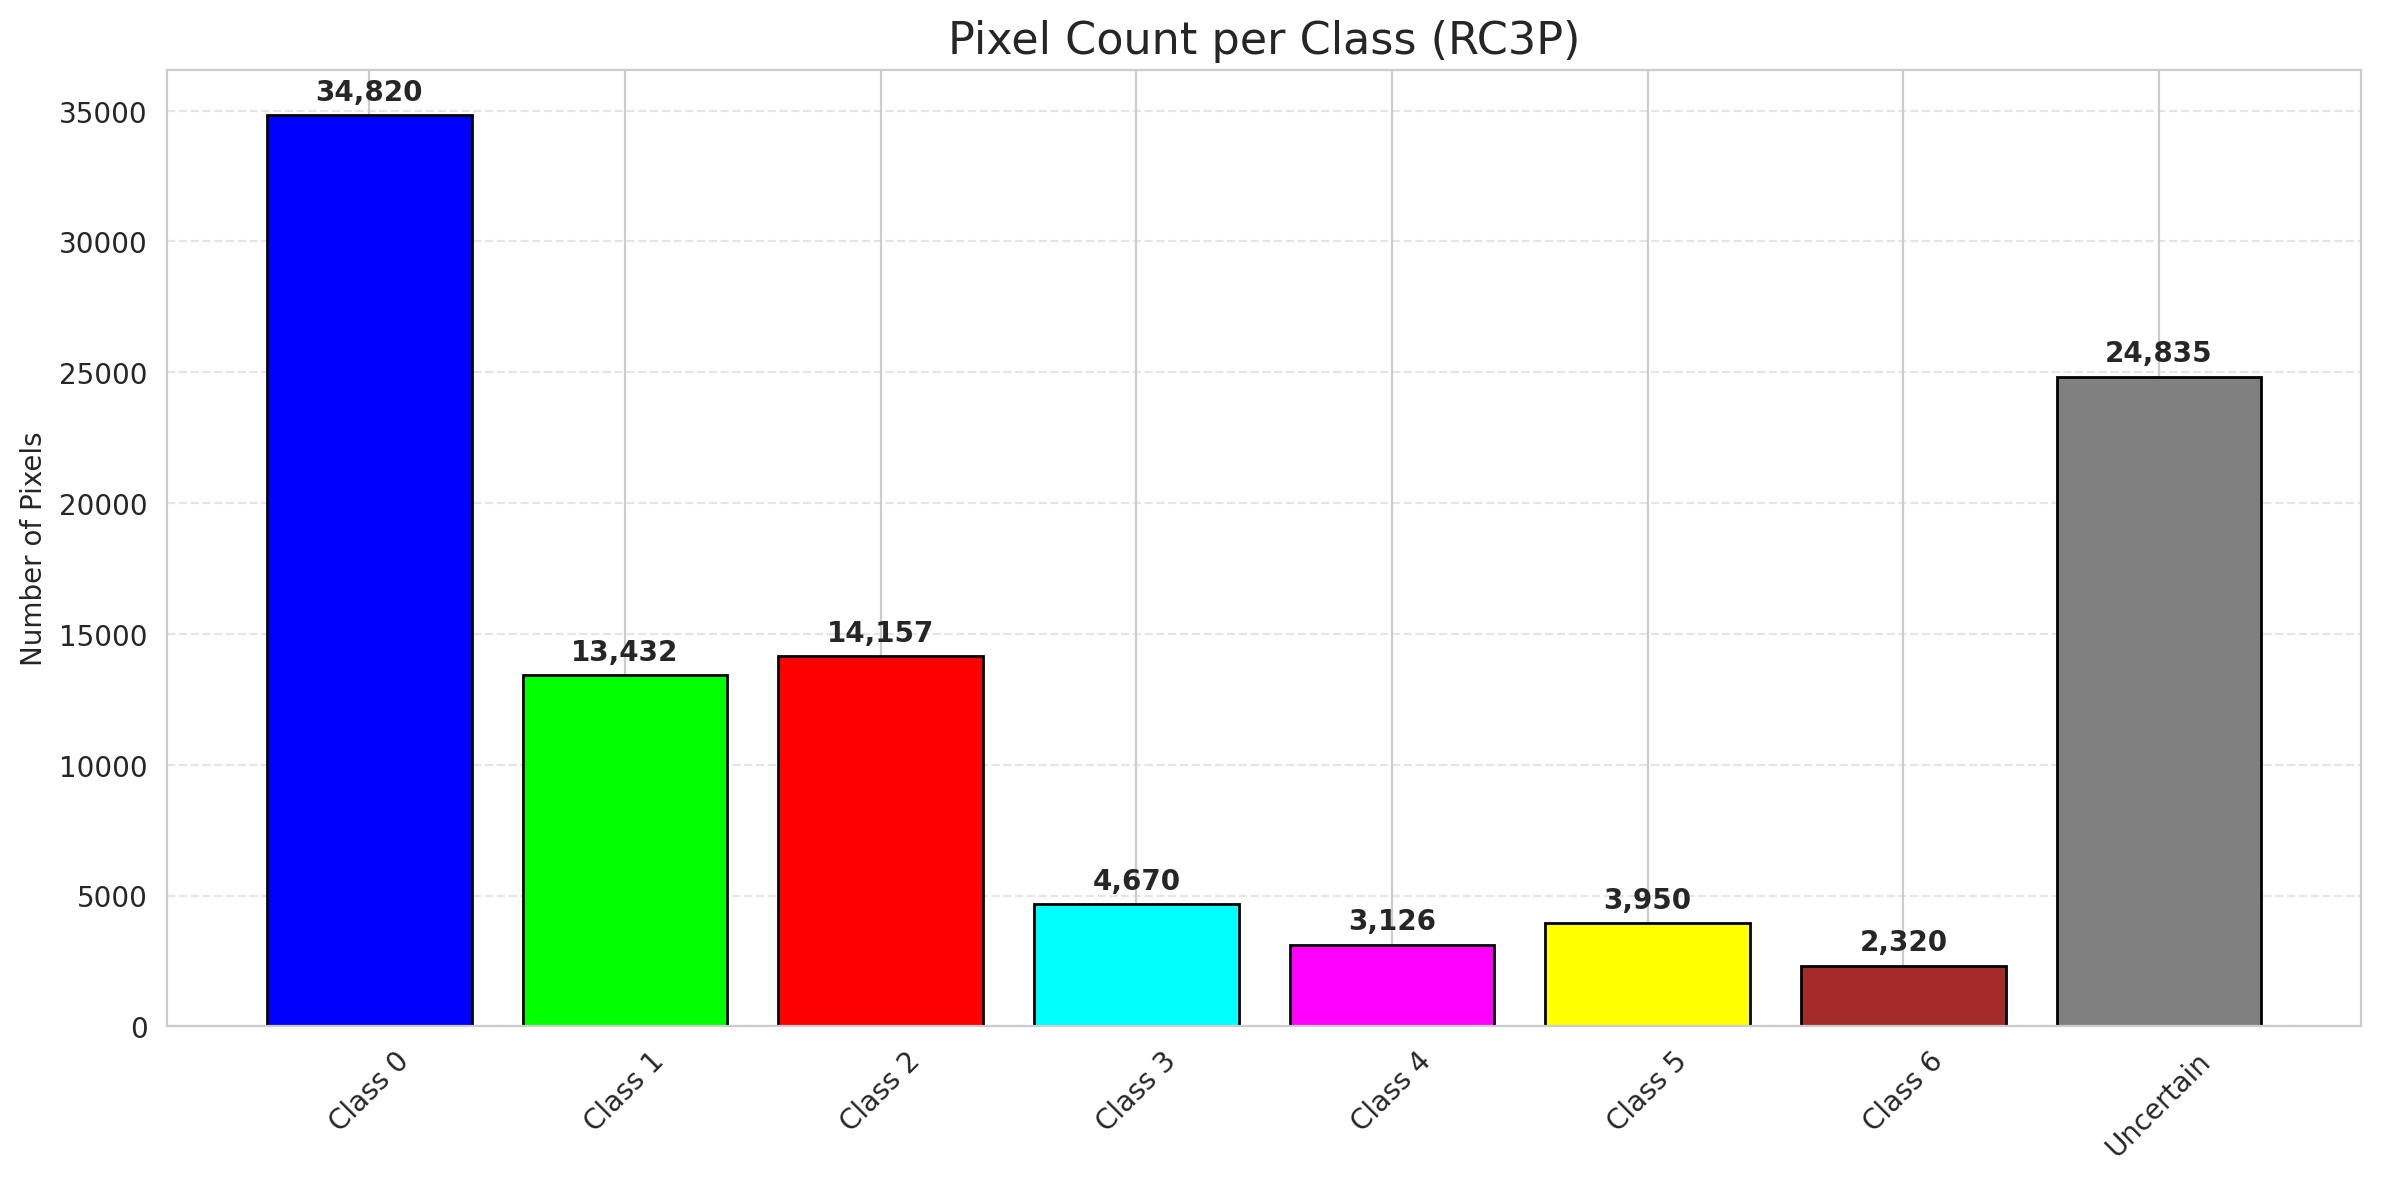 Pixel Count per Class (RC3P)
Number of Pixels
35000
30000
25000
20000
15000
10000
5000
0
34,820
13,432
14,157
4,670
3,126
3,950
2,320
24,835
Class 0
Class 1
Class 2
Class 3
Class 4
Class 5
Class 6
Uncertain